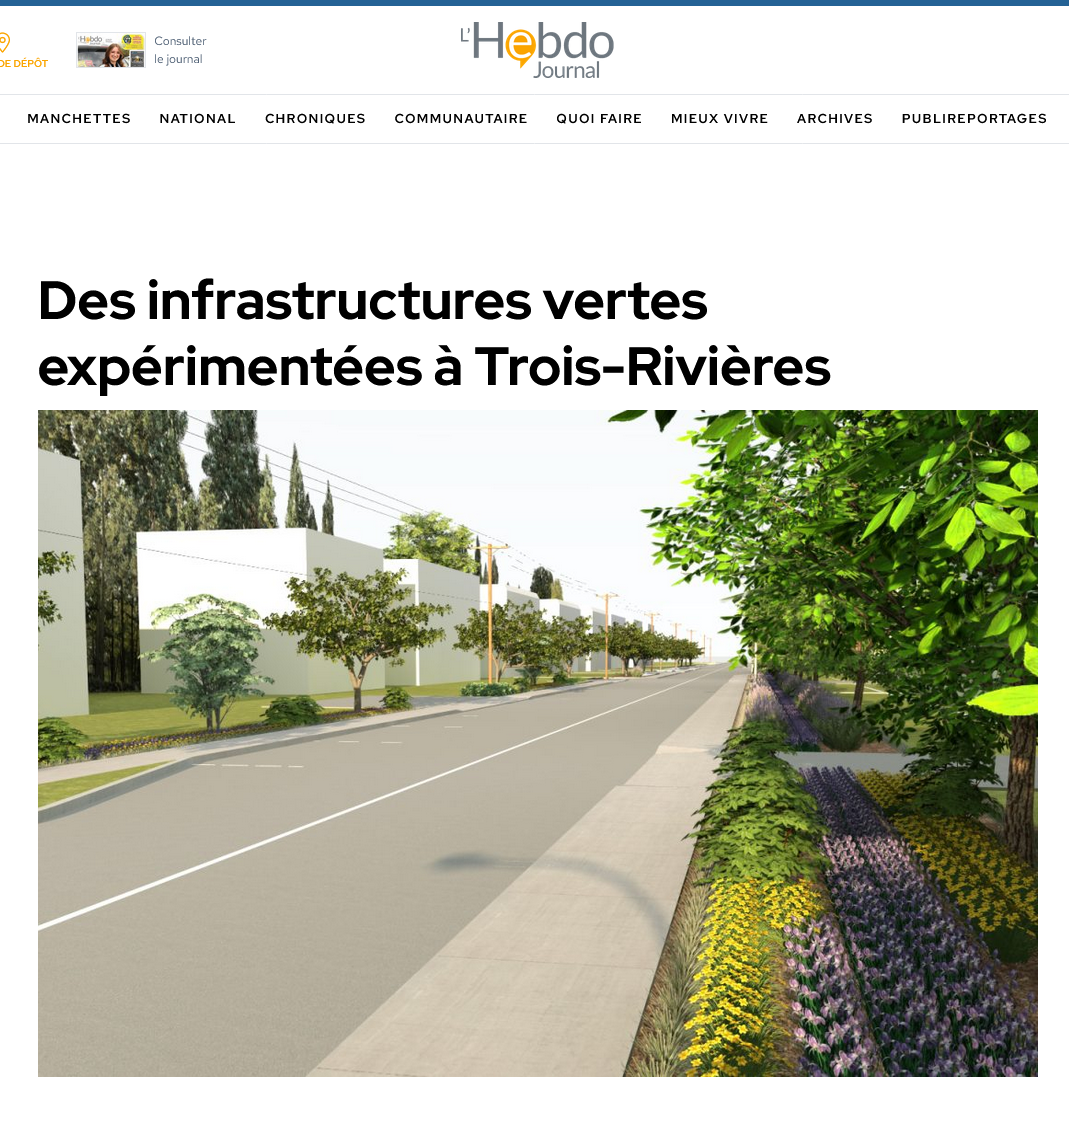 DE DÉPÔT
Consulter
le journal
L'Hebdo
Journal
MANCHETTES NATIONAL CHRONIQUES COMMUNAUTAIRE QUOI FAIRE MIEUX VIVRE ARCHIVES PUBLIREPORTAGES
Des infrastructures vertes
expérimentées à Trois-Rivières